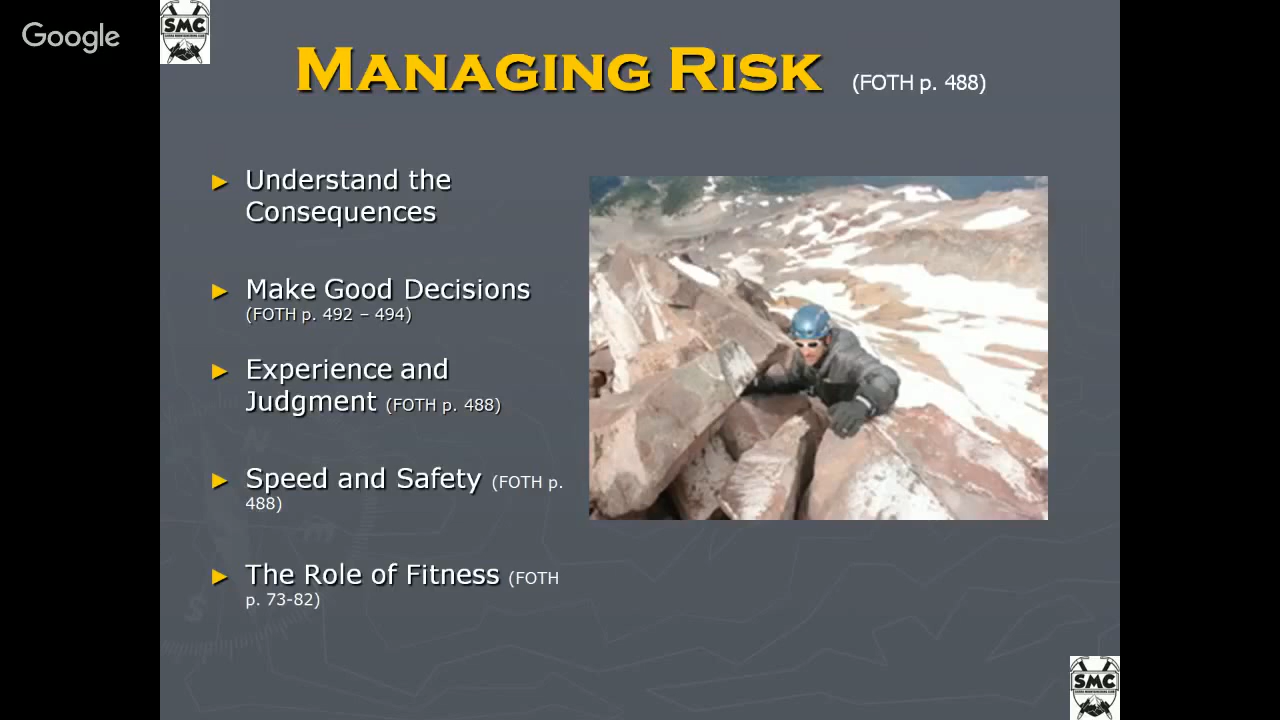 Google
SMC
MANAGING RISK (FOTH p. 488)
► Understand the
Consequences
► Make Good Decisions
(FOTH p. 492 – 494)
► Experience and
Judgment (FOTH p. 488)
► Speed and Safety (FOTH p.
488)
► The Role of Fitness (FOTH
p. 73-82)
SMC